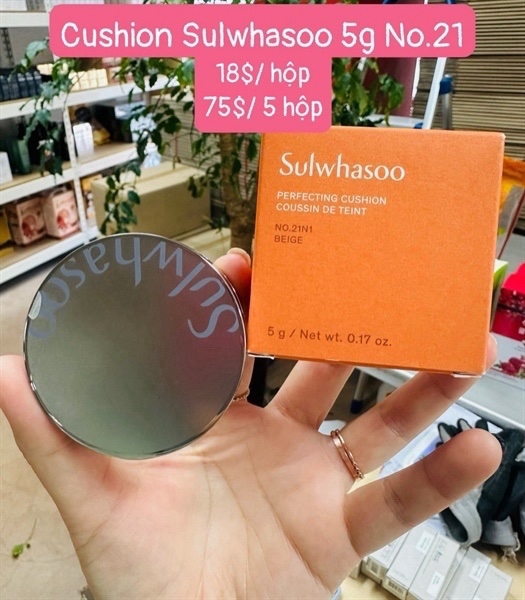 Cushion Sulwhasoo 5g No.21
18$/ hộp
75$/ 5 hộp
Sulwhasoo
PERFECTING CUSHION
COUSSIN DE TEINT
NO.21N1
BEIGE
5 g / Net wt. 0.17 oz.
Sulwhasoo